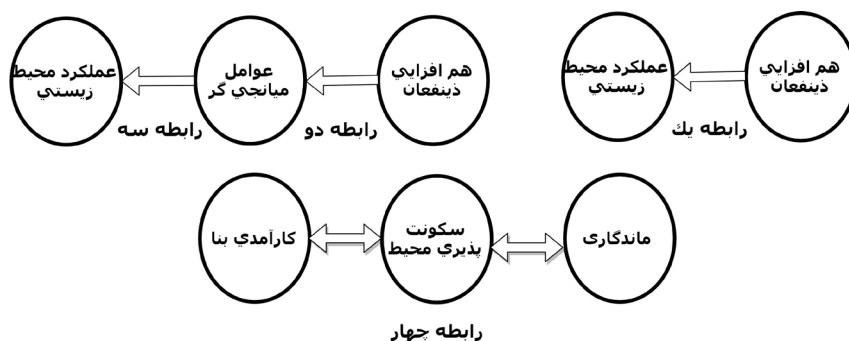 هم افزايي
ذينفعان
عملكرد محيط
زيستي
رابطه يك
هم افزايي
ذينفعان
عوامل
ميانجي گر
عملكرد محيط
زيستي
رابطه دو
رابطه سه
ماندگاری
سكونت
پذيري محيط
كارآمدي بنا
رابطه چهار